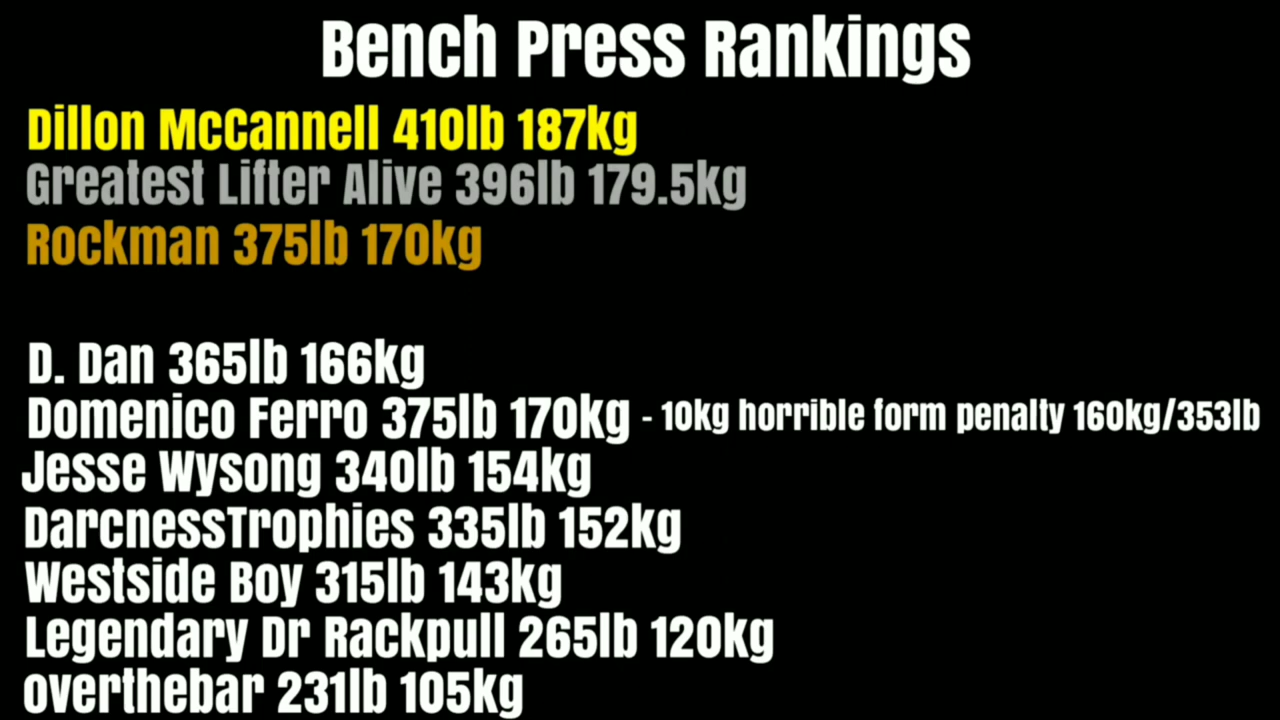 Bench Press Rankings
Dillon McCannell 410lb 187kg
Greatest Lifter Alive 396lb 179.5kg
Rockman 375lb 170kg
D. Dan 365lb 166kg
Domenico Ferro 375lb 170kg - 10kg horrible form penalty 160kg/353lb
Jesse Wysong 340lb 154kg
DarcnessTrophies 335lb 152kg
Westside Boy 315lb 143kg
Legendary Dr Rackpull 265lb 120kg
overthebar 231lb 105kg